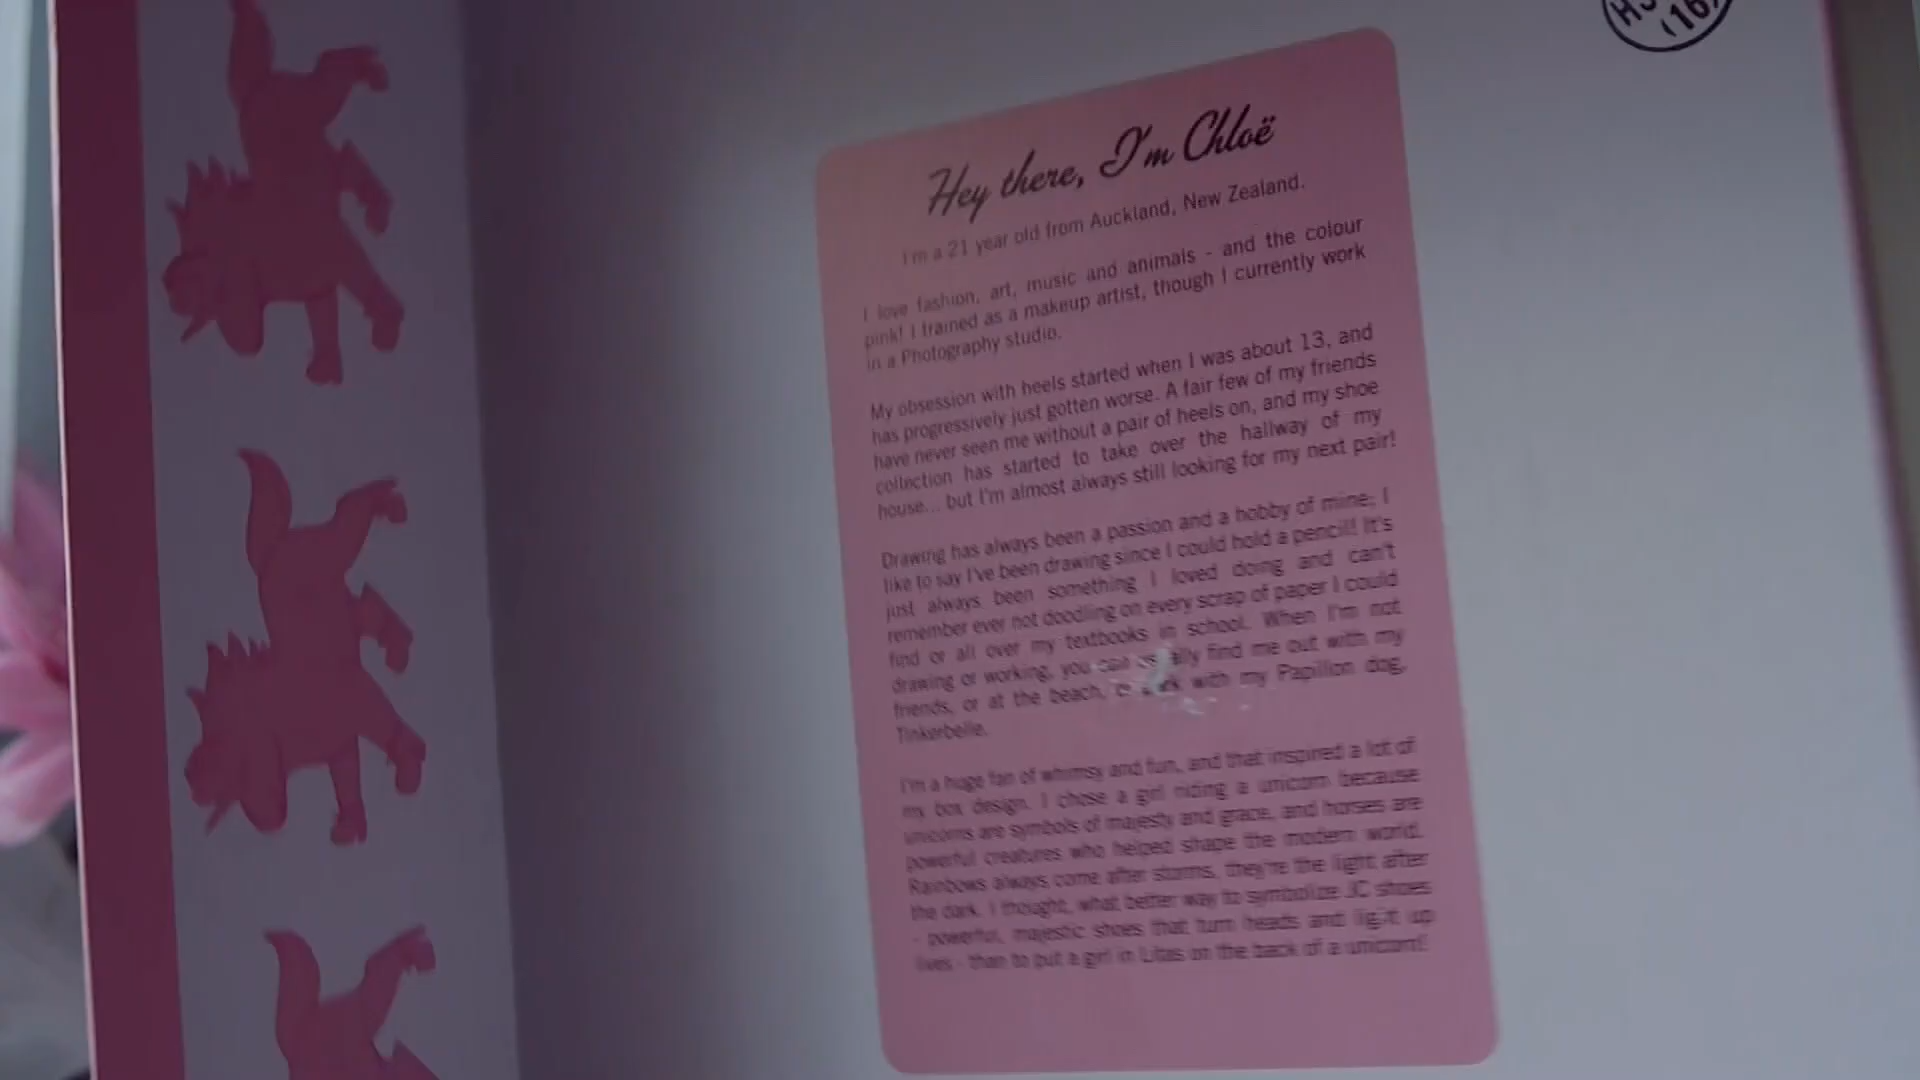 (16)
Hey there, I'm Chloë
I'm a 21 year old from Auckland, New Zealand.
I love fashion, art, music and animals - and the colour
pink! I trained as a makeup artist, though I currently work
in a Photography studio.
My obsession with heels started when I was about 13, and
has progressively just gotten worse. A fair few of my friends
have never seen me without a pair of heels on, and my shoe
collection has started to take over the hallway of my
house... but I'm almost always still looking for my next pair!
Drawing has always been a passion and a hobby of mine; I
like to say I've been drawing since I could hold a pencil! It's
just always been something I loved doing and can't
remember ever not doodling on every scrap of paper I could
find or all over my textbooks in school. When I'm not
drawing or working, you can find me out with my
friends, or at the beach, with my Papillon dog,
Tinkerbelle.
I'm a huge fan of whimsy and fun, and that inspired a lot of
my box design. I chose a girl riding a unicorn because
unicorns are symbols of majesty and grace, and horses are
powerful creatures who helped shape the modern world.
Rainbows always come after storms, they're the light after
the dark. I thought, what better way to symbolize JC shoes
- powerful, majestic shoes that turn heads and light up
lives - than to put a girl in Litas on the back of a unicorn!